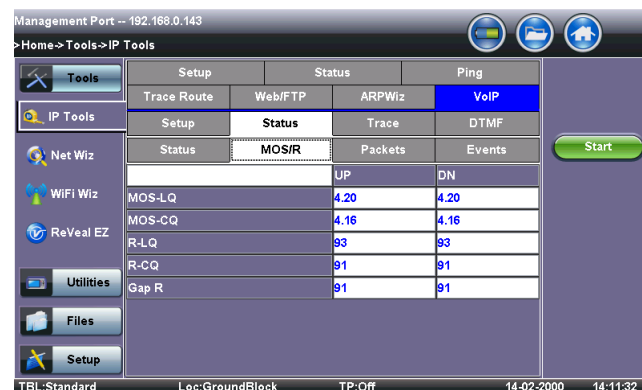 Management Port -- 192.168.0.143
>Home->Tools->IP Tools
Tools
IP Tools
Net Wiz
WiFi Wiz
ReVeal EZ
Utilities
Files
Setup
Setup Status Ping
Trace Route Web/FTP ARPWiz VoIP
Setup Status Trace DTMF
Status MOS/R Packets Events
UP DN
MOS-LQ 4.20 4.20
MOS-CQ 4.16 4.16
R-LQ 93 93
R-CQ 91 91
Gap R 91 91
Start
TBL:Standard Loc:GroundBlock TP:Off 14-02-2000 14:11:32